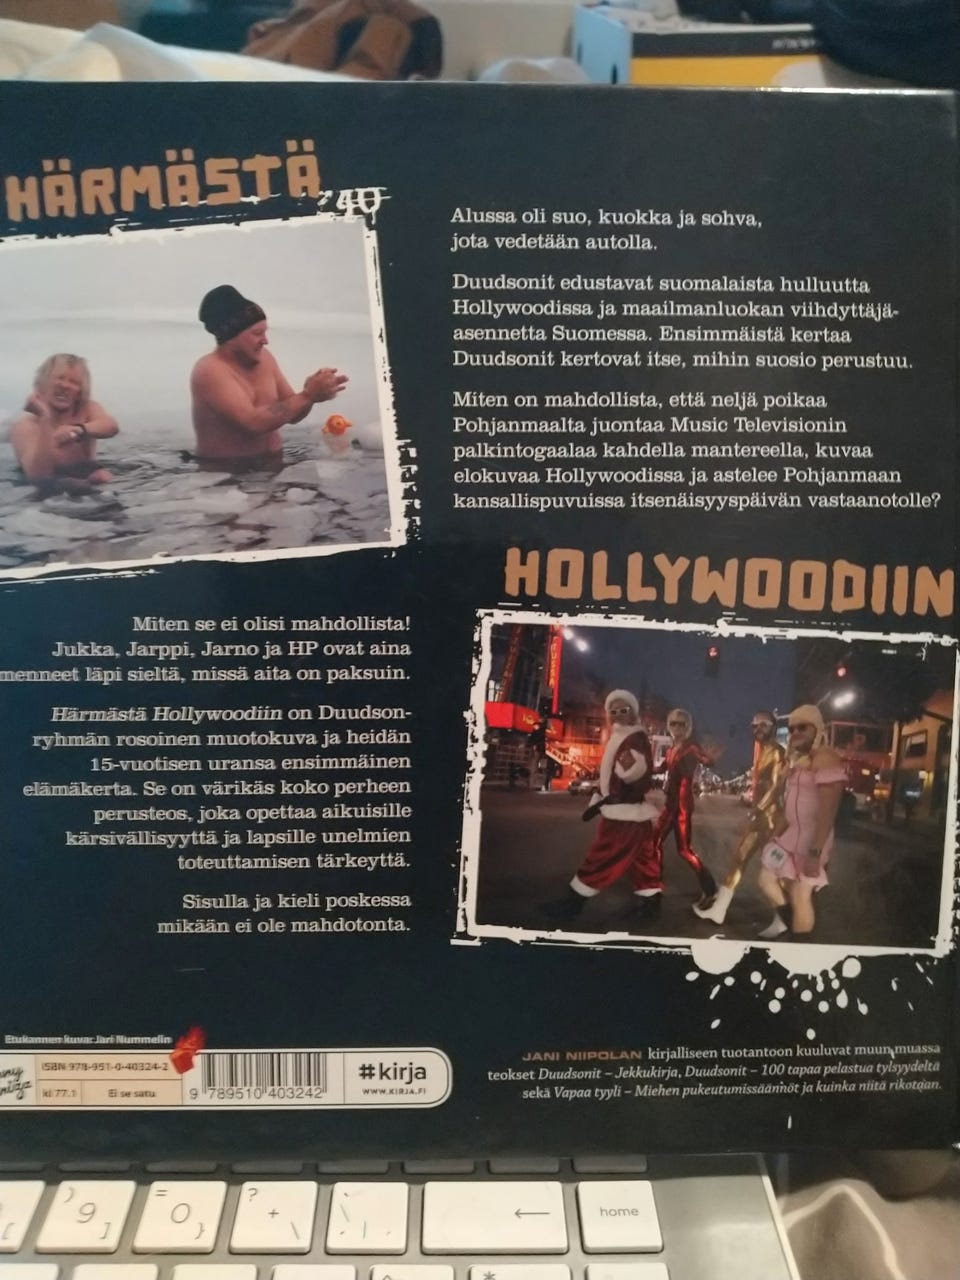 HÄRMÄSTÄ
Alussa oli suo, kuokka ja sohva,
jota vedetään autolla.
Duudsonit edustavat suomalaista hulluutta
Hollywoodissa ja maailmanluokan viihdyttäjä-
asennetta Suomessa. Ensimmäistä kertaa
Duudsonit kertovat itse, mihin suosio perustuu.
Miten on mahdollista, että neljä poikaa
Pohjanmaalta juontaa Music Televisionin
palkintogaalaa kahdella mantereella, kuvaa
elokuvaa Hollywoodissa ja astelee Pohjanmaan
kansallispuvuissa itsenäisyyspäivän vastaanotolle?
HOLLYWOODIIN
Miten se ei olisi mahdollista!
Jukka, Jarppi, Jarno ja HP ovat aina
menneet läpi sieltä, missä aita on paksuin.
Härmästä Hollywoodiin on Duudson-
ryhmän rosoinen muotokuva ja heidän
15-vuotisen uransa ensimmäinen
elämäkerta. Se on värikäs koko perheen
perusteos, joka opettaa aikuisille
kärsivällisyyttä ja lapsille unelmien
toteuttamisen tärkeyttä.
Sisulla ja kieli poskessa
mikään ei ole mahdotonta.
Etukannen kuva: Jari Nummelin
ISBN 978-951-0-40324-2
kl 77.1 Ei se satu
9 789510 403242
#kirja
WWW.KIRJA.FI
JANI NIIPOLAN kirjalliseen tuotantoon kuuluvat muun muassa
teokset Duudsonit – Jekkukirja, Duudsonit – 100 tapaa pelastua tylsyydeltä
sekä Vapaa tyyli – Miehen pukeutumissäännöt ja kuinka niitä rikotaan.
) = ?
9 ] 0 } + \ ← home
*